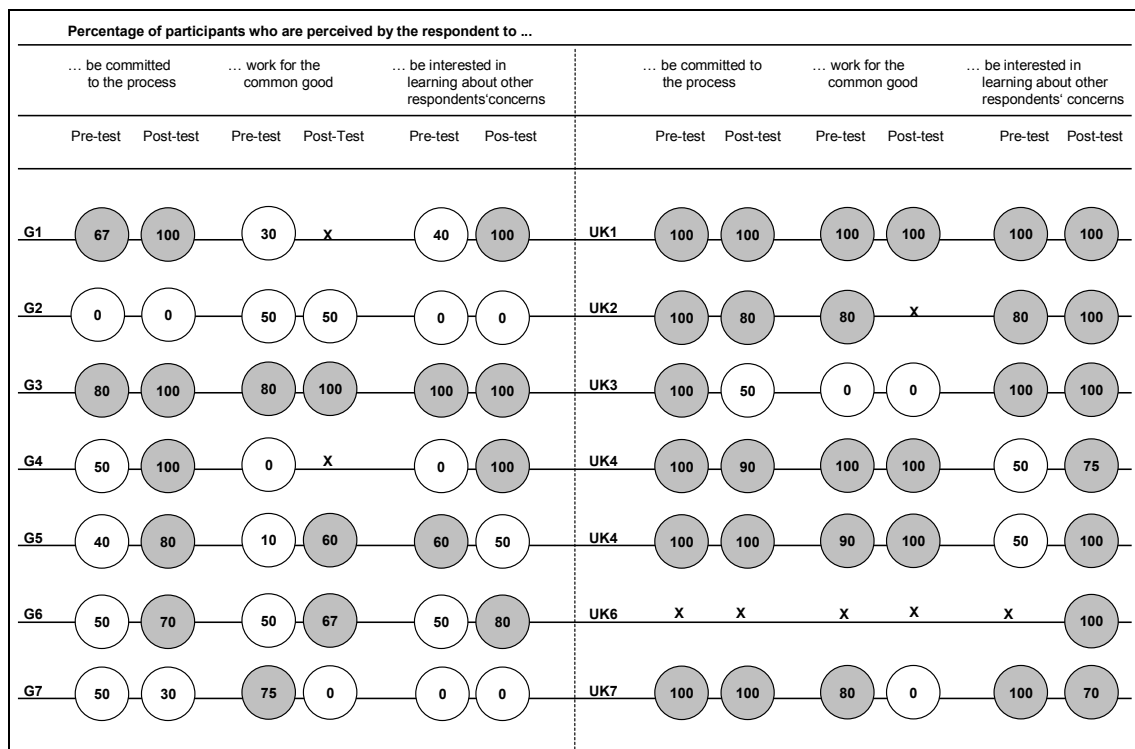 Percentage of participants who are perceived by the respondent to ...
… be committed to the process … work for the common good … be interested in learning about other respondents‘concerns … be committed to the process … work for the common good … be interested in learning about other respondents‘ concerns
Pre-test Post-test Pre-test Post-Test Pre-test Pos-test Pre-test Post-test Pre-test Post-test Pre-test Post-test
G1 67 100 30 x 40 100 UK1 100 100 100 100 100 100
G2 0 0 50 50 0 0 UK2 100 80 80 x 80 100
G3 80 100 80 100 100 100 UK3 100 50 0 0 100 100
G4 50 100 0 X 0 100 UK4 100 90 100 100 50 75
G5 40 80 10 60 60 50 UK4 100 100 90 100 50 100
G6 50 70 50 67 50 80 UK6 X X X X X 100
G7 50 30 75 0 0 0 UK7 100 100 80 0 100 70